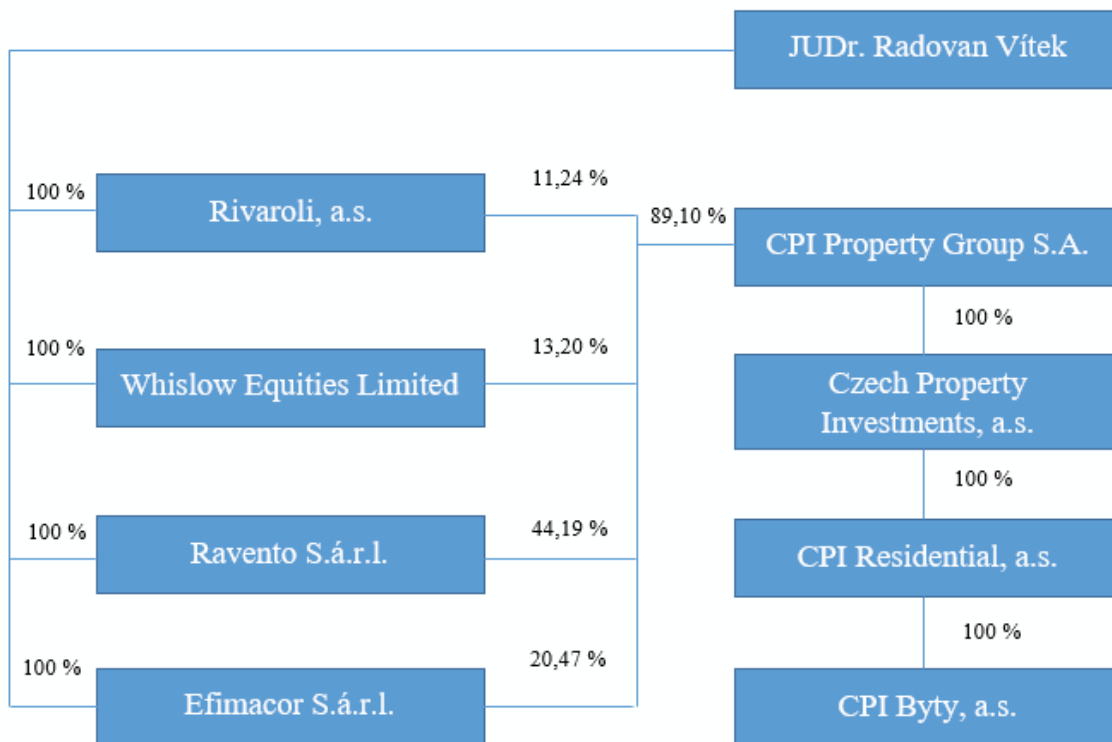 JUDr. Radovan Vítek
100 %
Rivaroli, a.s.
11,24 %
89,10 %
CPI Property Group S.A.
100 %
100 %
Whislow Equities Limited
13,20 %
Czech Property
Investments, a.s.
100 %
100 %
Ravento S.á.r.l.
44,19 %
CPI Residential, a.s.
100 %
100 %
Efimacor S.á.r.l.
20,47 %
CPI Byty, a.s.